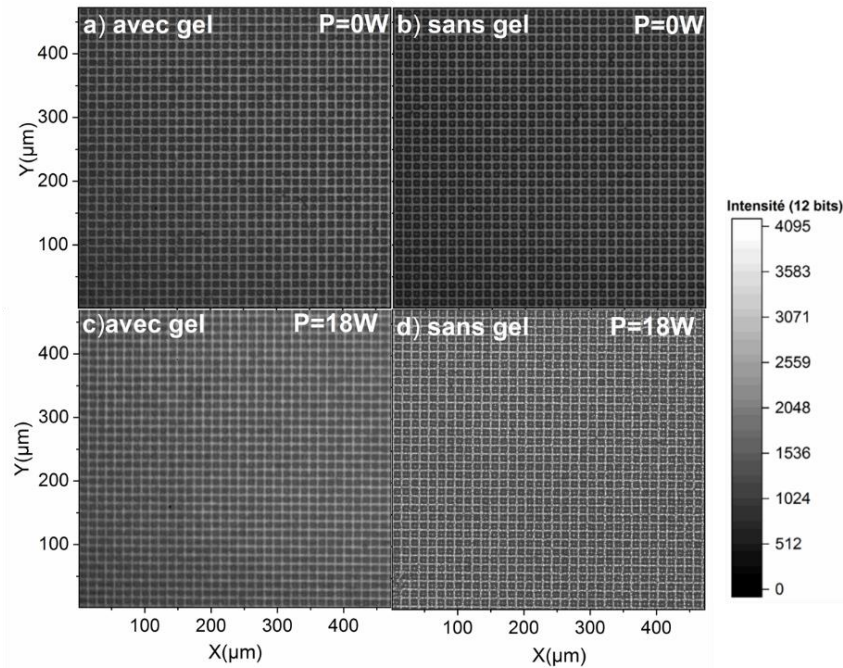 a) avec gel P=0W
b) sans gel P=0W
400
300
200
100
Y(µm)
Intensité (12 bits)
4095
3583
3071
2559
2048
1536
1024
512
0
c)avec gel P=18W
d) sans gel P=18W
400
300
200
100
Y(µm)
100 200 300 400
100 200 300 400
X(µm)
X(µm)